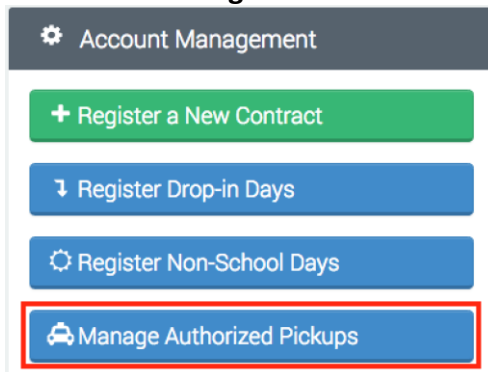 Account Management
Register a New Contract
Register Drop-in Days
Register Non-School Days
Manage Authorized Pickups